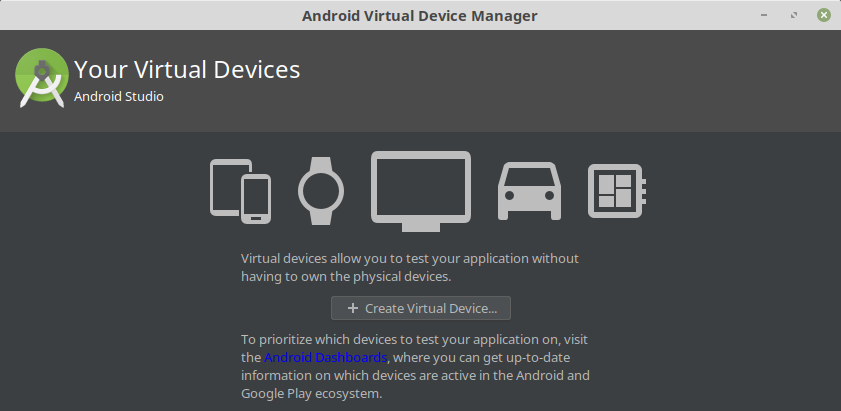 Android Virtual Device Manager
Your Virtual Devices
Android Studio
Virtual devices allow you to test your application without
having to own the physical devices.
+ Create Virtual Device...
To prioritize which devices to test your application on, visit
the Android Dashboards, where you can get up-to-date
information on which devices are active in the Android and
Google Play ecosystem.